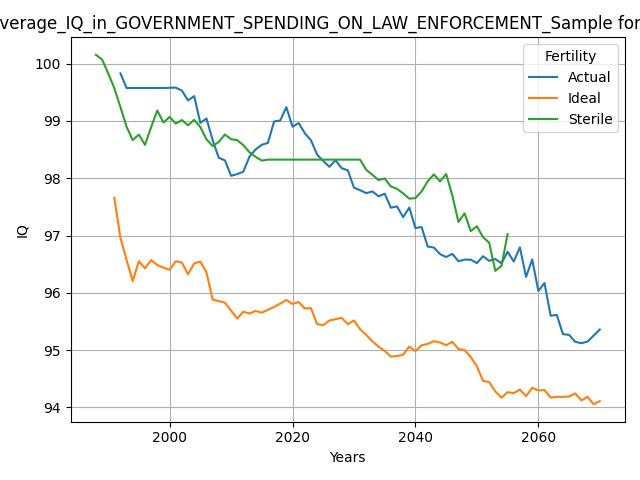 verage_IQ_in_GOVERNMENT_SPENDING_ON_LAW_ENFORCEMENT_Sample for
Fertility
Actual
Ideal
Sterile
IQ
100
99
98
97
96
95
94
2000
2020
2040
2060
Years